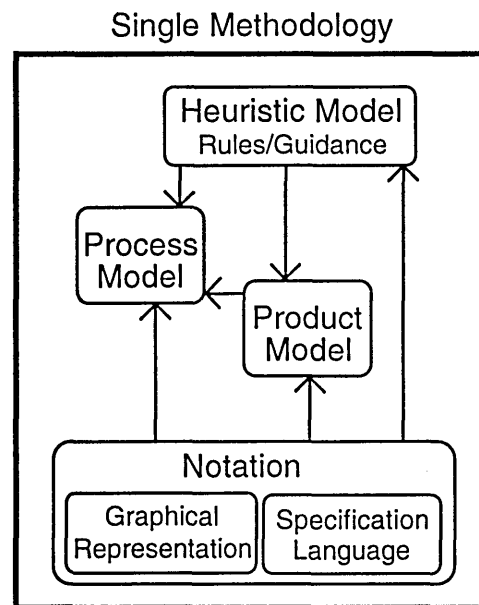 Single Methodology
Heuristic Model
Rules/Guidance
Process
Model
Product
Model
Notation
Graphical
Representation
Specification
Language